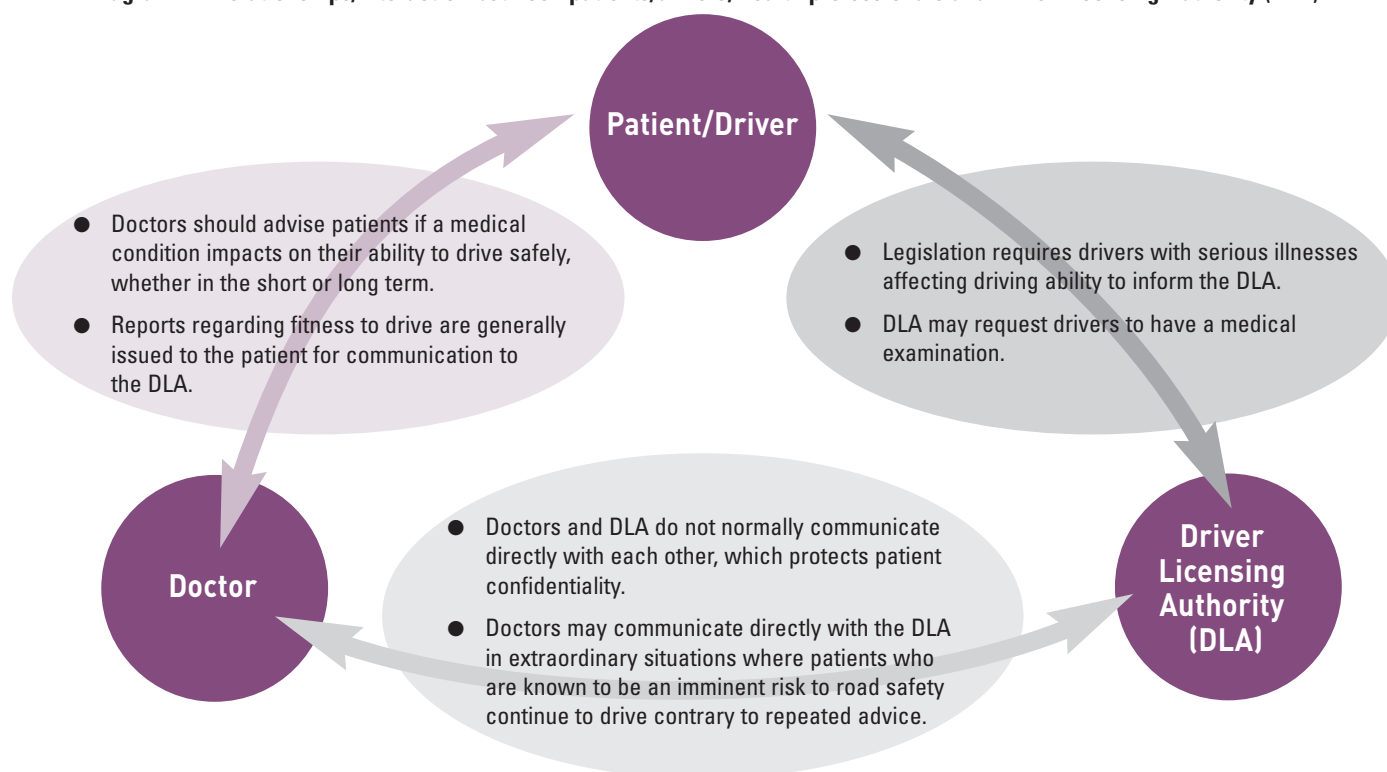 Patient/Driver
● Doctors should advise patients if a medical
condition impacts on their ability to drive safely,
whether in the short or long term.
● Reports regarding fitness to drive are generally
issued to the patient for communication to
the DLA.
● Legislation requires drivers with serious illnesses
affecting driving ability to inform the DLA.
● DLA may request drivers to have a medical
examination.
Doctor
● Doctors and DLA do not normally communicate
directly with each other, which protects patient
confidentiality.
● Doctors may communicate directly with the DLA
in extraordinary situations where patients who
are known to be an imminent risk to road safety
continue to drive contrary to repeated advice.
Driver
Licensing
Authority
(DLA)